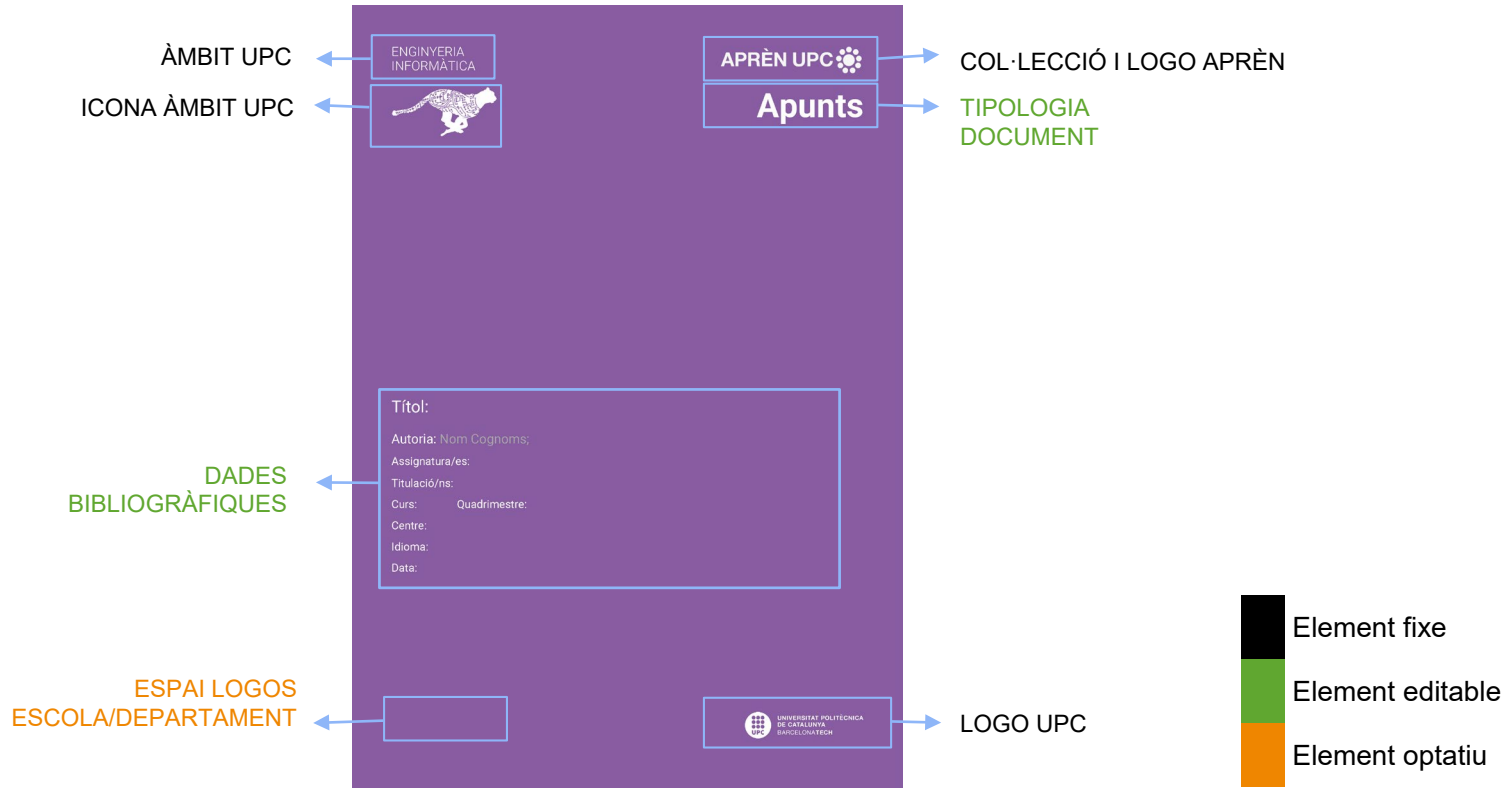 ÀMBIT UPC
ICONA ÀMBIT UPC
ENGINYERIA
INFORMÀTICA
APRÈN UPC
Apunts
COL·LECCIÓ I LOGO APRÈN
TIPOLOGIA
DOCUMENT
DADES
BIBLIOGRÀFIQUES
Títol:
Autoria: Nom Cognoms;
Assignatura/es:
Titulació/ns:
Curs: Quadrimestre:
Centre:
Idioma:
Data:
ESPAI LOGOS
ESCOLA/DEPARTAMENT
UPC
UNIVERSITAT POLITÈCNICA
DE CATALUNYA
BARCELONATECH
LOGO UPC
Element fixe
Element editable
Element optatiu